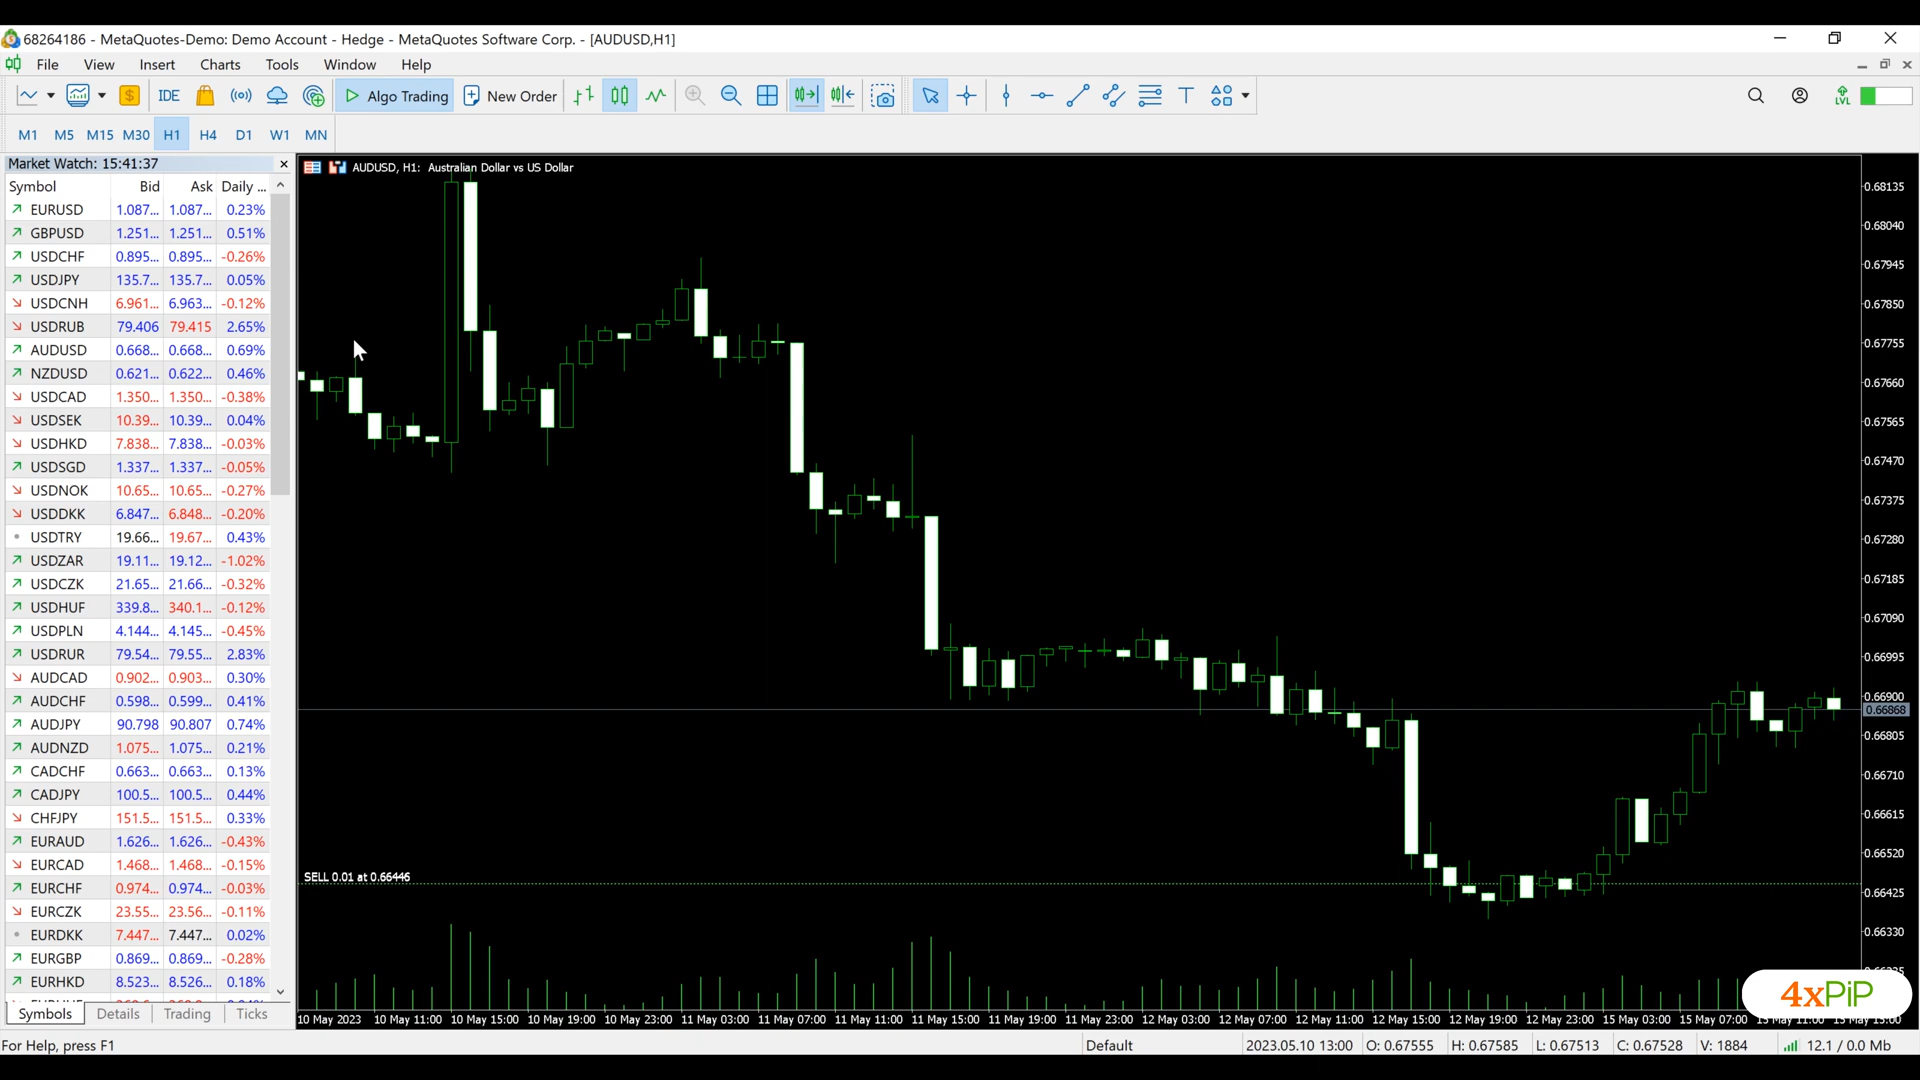 68264186 - MetaQuotes-Demo: Demo Account - Hedge - MetaQuotes Software Corp. - [AUDUSD,H1]
File View Insert Charts Tools Window Help
IDE Algo Trading New Order LVL
M1 M5 M15 M30 H1 H4 D1 W1 MN
Market Watch: 15:41:37
Symbol Bid Ask Daily ...
EURUSD 1.087... 1.087... 0.23%
GBPUSD 1.251... 1.251... 0.51%
USDCHF 0.895... 0.895... -0.26%
USDJPY 135.7... 135.7... 0.05%
USDCNH 6.961... 6.963... -0.12%
USDRUB 79.406 79.415 2.65%
AUDUSD 0.668... 0.668... 0.69%
NZDUSD 0.621... 0.622... 0.46%
USDCAD 1.350... 1.350... -0.38%
USDSEK 10.39... 10.39... 0.04%
USDHKD 7.838... 7.838... -0.03%
USDSGD 1.337... 1.337... -0.05%
USDNOK 10.65... 10.65... -0.27%
USDDKK 6.847... 6.848... -0.20%
USDTRY 19.66... 19.67... 0.43%
USDZAR 19.11... 19.12... -1.02%
USDCZK 21.65... 21.66... -0.32%
USDHUF 339.8... 340.1... -0.12%
USDPLN 4.144... 4.145... -0.45%
USDRUR 79.54... 79.55... 2.83%
AUDCAD 0.902... 0.903... 0.30%
AUDCHF 0.598... 0.599... 0.41%
AUDJPY 90.798 90.807 0.74%
AUDNZD 1.075... 1.075... 0.21%
CADCHF 0.663... 0.663... 0.13%
CADJPY 100.5... 100.5... 0.44%
CHFJPY 151.5... 151.5... 0.33%
EURAUD 1.626... 1.626... -0.43%
EURCAD 1.468... 1.468... -0.15%
EURCHF 0.974... 0.974... -0.03%
EURCZK 23.55... 23.56... -0.11%
EURDKK 7.447... 7.447... 0.02%
EURGBP 0.869... 0.869... -0.28%
EURHKD 8.523... 8.526... 0.18%
Symbols Details Trading Ticks
AUDUSD, H1: Australian Dollar vs US Dollar
0.68135
0.68040
0.67945
0.67850
0.67755
0.67660
0.67565
0.67470
0.67375
0.67280
0.67185
0.67090
0.66995
0.66900
0.66868
0.66805
0.66710
0.66615
0.66520
0.66425
0.66330
SELL 0.01 at 0.66446
4xPiP
10 May 2023 10 May 11:00 10 May 15:00 10 May 19:00 10 May 23:00 11 May 03:00 11 May 07:00 11 May 11:00 11 May 15:00 11 May 19:00 11 May 23:00 12 May 03:00 12 May 07:00 12 May 11:00 12 May 15:00 12 May 19:00 12 May 23:00 15 May 03:00 15 May 07:00
For Help, press F1 Default 2023.05.10 13:00 O: 0.67555 H: 0.67585 L: 0.67513 C: 0.67528 V: 1884 12.1 / 0.0 Mb